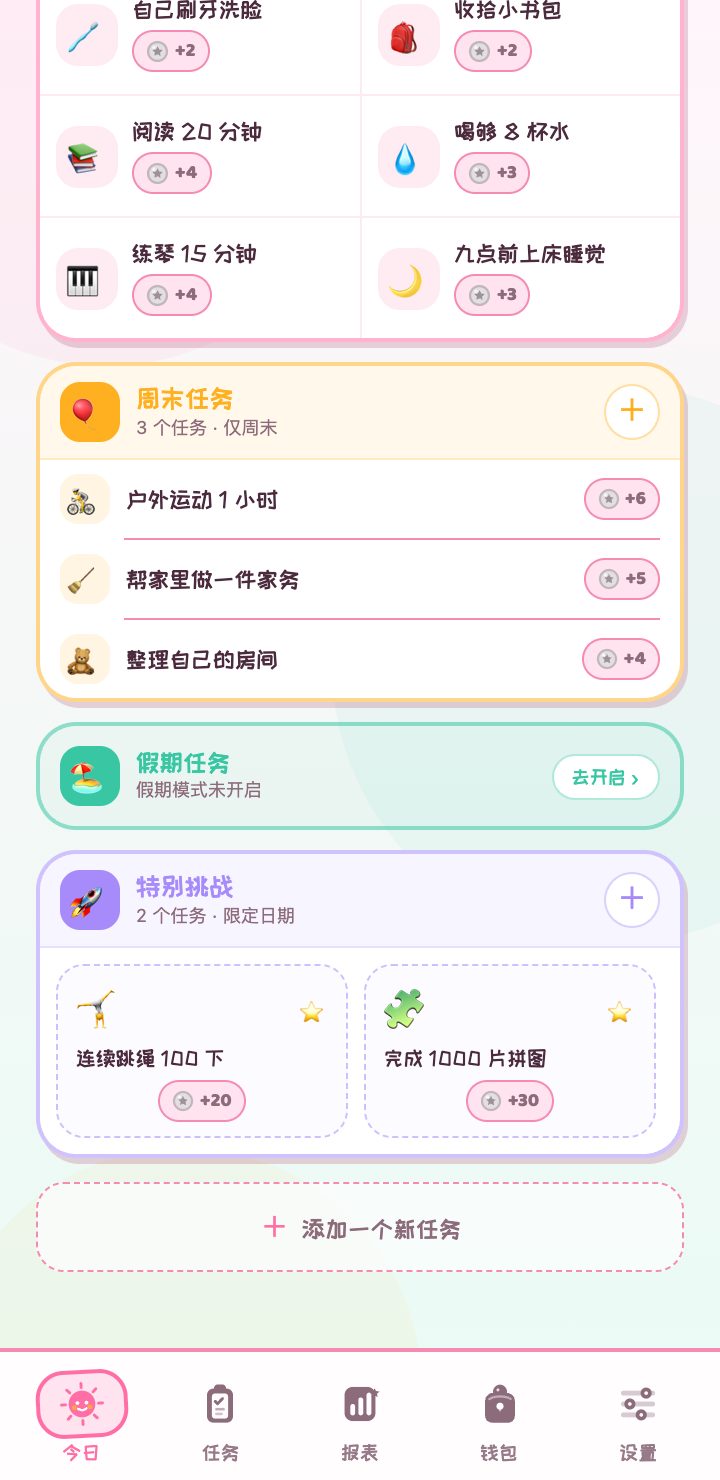 自己刷牙洗脸
收拾小书包
+2
+2
阅读 20 分钟
喝够 8 杯水
+4
+3
练琴 15 分钟
九点前上床睡觉
+4
+3
周末任务
3 个任务 · 仅周末
户外运动 1 小时
+6
帮家里做一件家务
+5
整理自己的房间
+4
假期任务
假期模式未开启
去开启 ›
特别挑战
2 个任务 · 限定日期
连续跳绳 100 下
完成 1000 片拼图
+20
+30
+ 添加一个新任务
今日
任务
报表
钱包
设置